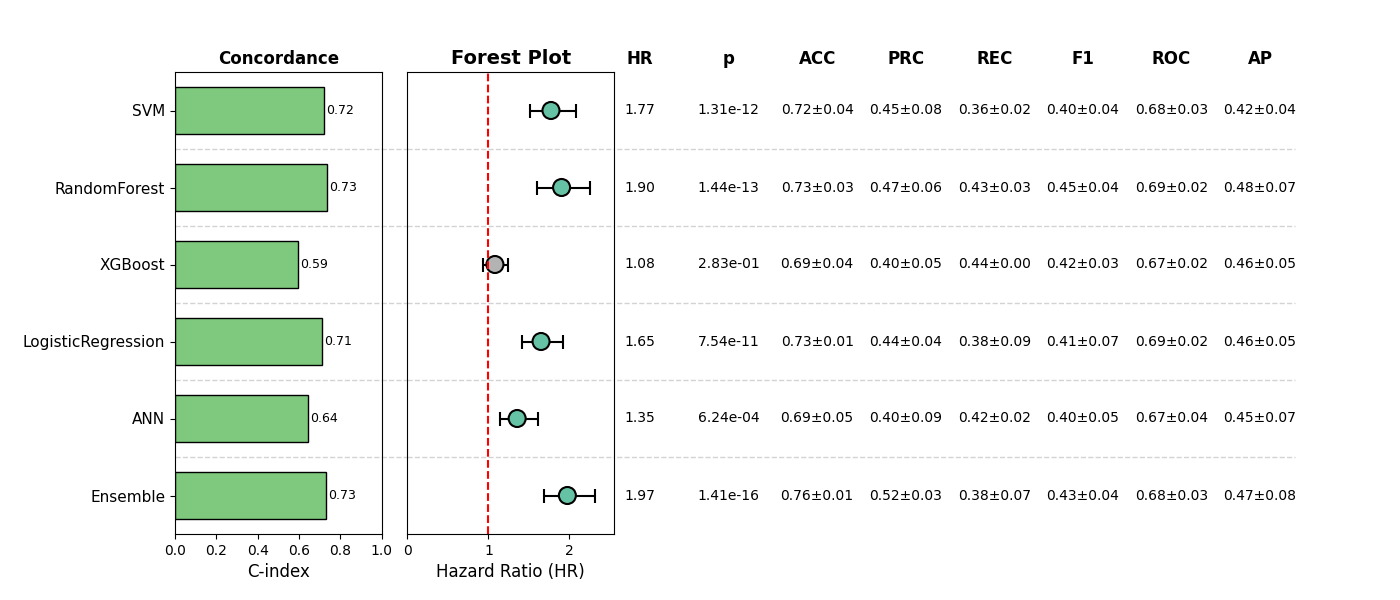 Concordance Forest Plot HR p ACC PRC REC F1 ROC AP
SVM 0.72 1.77 1.31e-12 0.72±0.04 0.45±0.08 0.36±0.02 0.40±0.04 0.68±0.03 0.42±0.04
RandomForest 0.73 1.90 1.44e-13 0.73±0.03 0.47±0.06 0.43±0.03 0.45±0.04 0.69±0.02 0.48±0.07
XGBoost 0.59 1.08 2.83e-01 0.69±0.04 0.40±0.05 0.44±0.00 0.42±0.03 0.67±0.02 0.46±0.05
LogisticRegression 0.71 1.65 7.54e-11 0.73±0.01 0.44±0.04 0.38±0.09 0.41±0.07 0.69±0.02 0.46±0.05
ANN 0.64 1.35 6.24e-04 0.69±0.05 0.40±0.09 0.42±0.02 0.40±0.05 0.67±0.04 0.45±0.07
Ensemble 0.73 1.97 1.41e-16 0.76±0.01 0.52±0.03 0.38±0.07 0.43±0.04 0.68±0.03 0.47±0.08
0.0 0.2 0.4 0.6 0.8 1.0 0 1 2
C-index Hazard Ratio (HR)